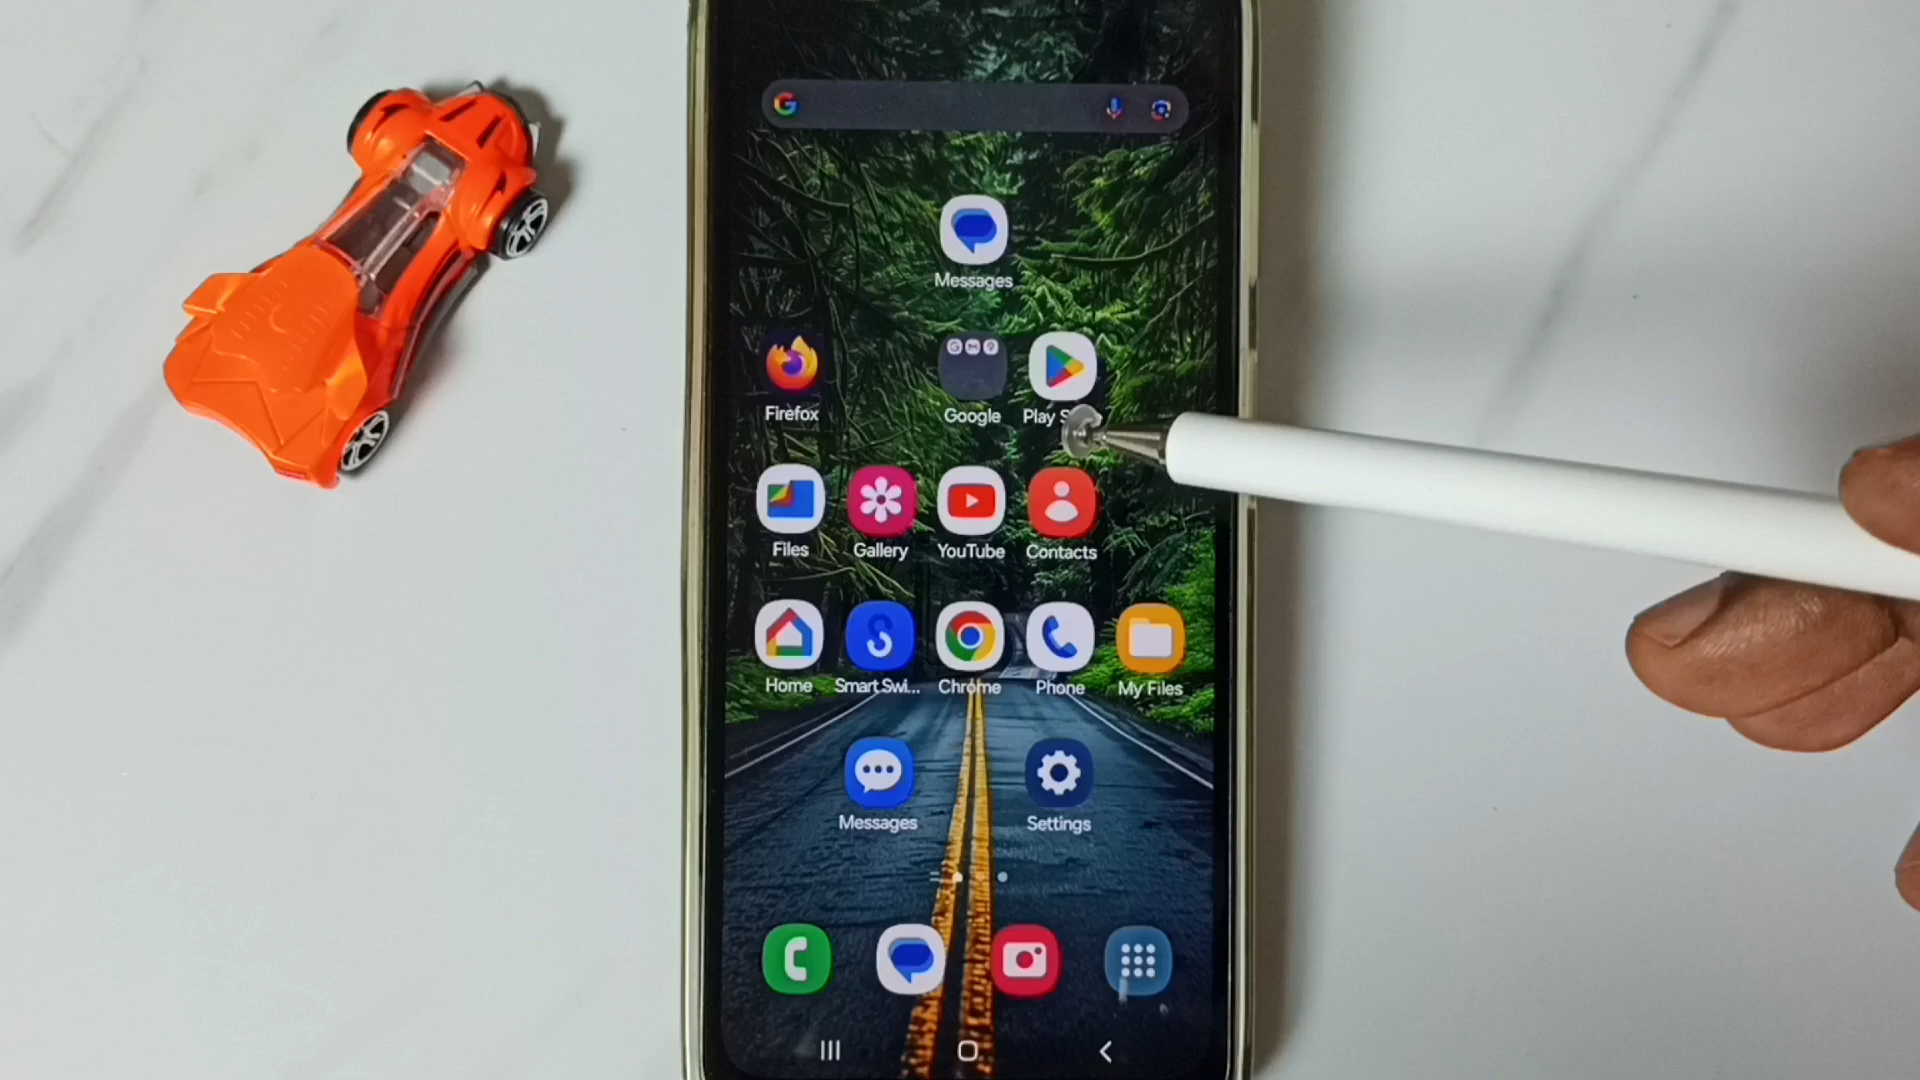 Messages
Firefox
Google
Play
Files
Gallery
YouTube
Contacts
Home
Smart Swi...
Chrome
Phone
My Files
Messages
Settings